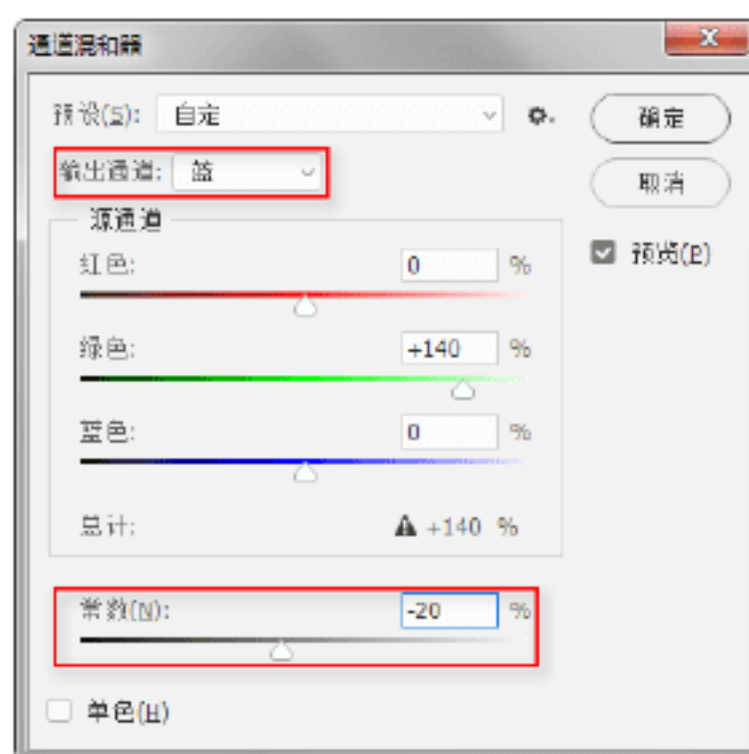 通道混和器
预设(S): 自定
确定
输出通道: 蓝
取消
源通道
预览(P)
红色: 0 %
绿色: +140 %
蓝色: 0 %
总计: +140 %
常数(N): -20 %
单色(H)